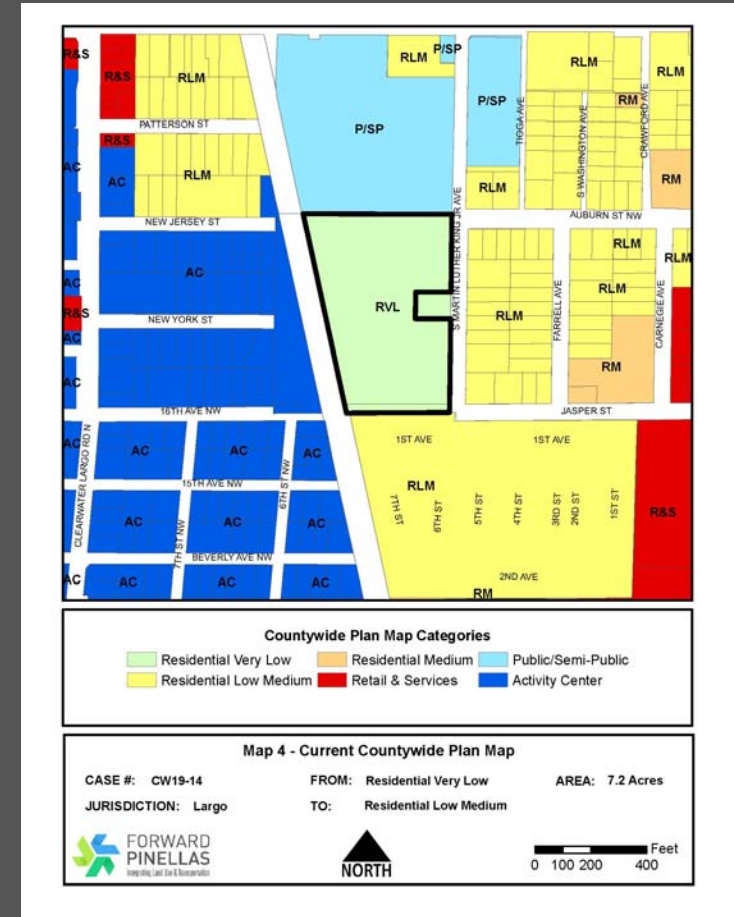 R&S
R&S
RLM
RLM
P/SP
RLM
RLM
P/SP
P/SP
RM
PATTERSON ST
TIOGA AVE
S WASHINGTON AVE
CRAWFORD AVE
R&S
AC
AC
RLM
RLM
RM
NEW JERSEY ST
S MARTIN LUTHER KING JR AVE
AUBURN ST NW
AC
RLM
RLM
AC
RLM
R&S
NEW YORK ST
RVL
RLM
FARRELL AVE
CARNEGIE AVE
AC
RM
AC
16TH AVE NW
JASPER ST
AC
CLEARWATER LARGO RD N
AC
AC
AC
1ST AVE
1ST AVE
15TH AVE NW
6TH ST NW
RLM
7TH ST
6TH ST
5TH ST
4TH ST
3RD ST
2ND ST
1ST ST
R&S
AC
AC
AC
7TH ST NW
BEVERLY AVE NW
2ND AVE
AC
AC
AC
AC
RM
Countywide Plan Map Categories
Residential Very Low
Residential Medium
Public/Semi-Public
Residential Low Medium
Retail & Services
Activity Center
Map 4 - Current Countywide Plan Map
CASE #: CW19-14
FROM: Residential Very Low
AREA: 7.2 Acres
JURISDICTION: Largo
TO: Residential Low Medium
FORWARD
PINELLAS
Integrating Land Use & Transportation
NORTH
Feet
0 100 200 400